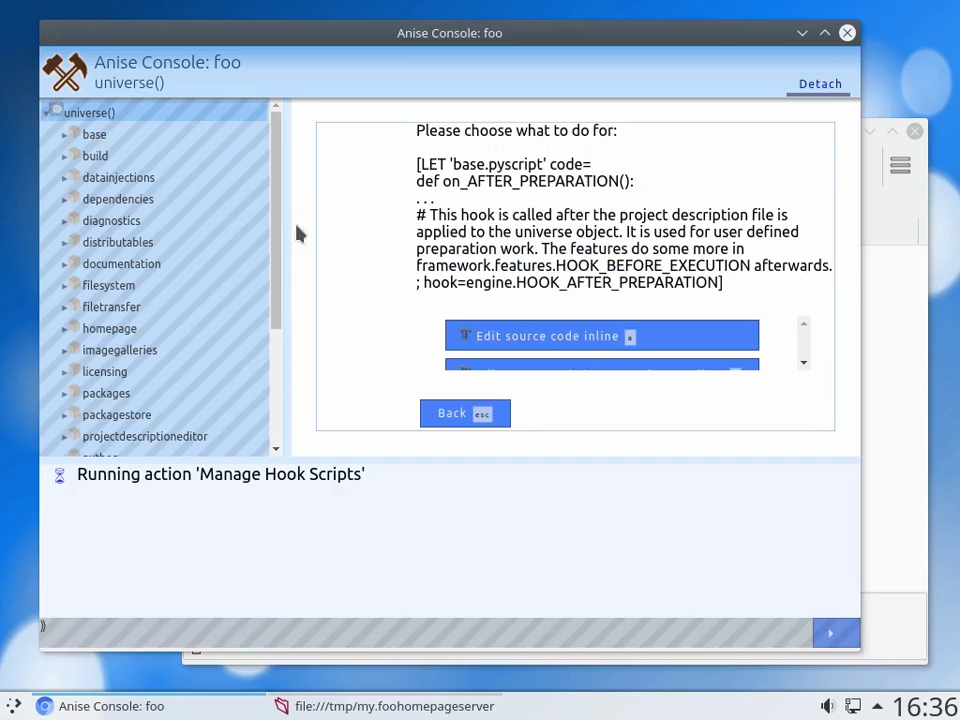 Anise Console: foo
Anise Console: foo
universe()
Detach
universe()
base
build
datainjections
dependencies
diagnostics
distributables
documentation
filesystem
filetransfer
homepage
imagegalleries
licensing
packages
packagestore
projectdescriptioneditor
Please choose what to do for:
[LET 'base.pyscript' code=
def on_AFTER_PREPARATION():
. . .
# This hook is called after the project description file is
applied to the universe object. It is used for user defined
preparation work. The features do some more in
framework.features.HOOK_BEFORE_EXECUTION afterwards.
; hook=engine.HOOK_AFTER_PREPARATION]
Edit source code inline
Back esc
Running action 'Manage Hook Scripts'
Anise Console: foo
file:///tmp/my.foohomepageserver
16:36